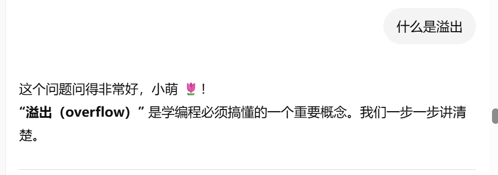 什么是溢出
这个问题问得非常好，小萌 🌷！
“溢出（overflow）” 是学编程必须搞懂的一个重要概念。我们一步一步讲清
楚。